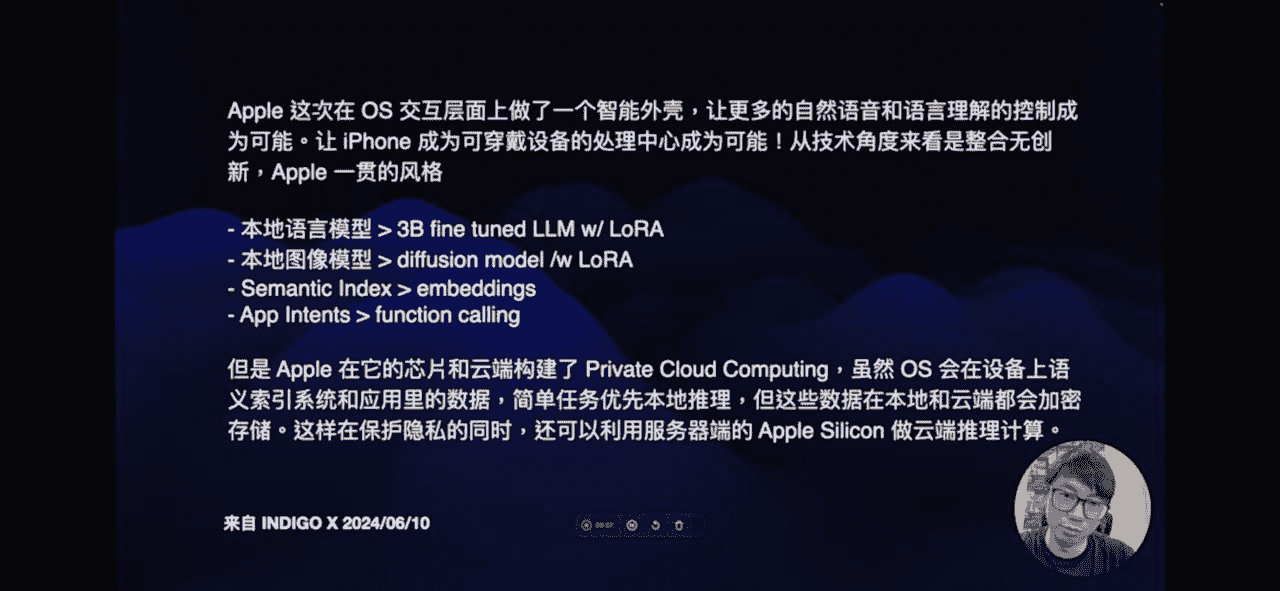 Apple 这次在 OS 交互层面上做了一个智能外壳，让更多的自然语音和语言理解的控制成
为可能。让 iPhone 成为可穿戴设备的处理中心成为可能！从技术角度来看是整合无创
新，Apple 一贯的风格
- 本地语言模型 > 3B fine tuned LLM w/ LoRA
- 本地图像模型 > diffusion model /w LoRA
- Semantic Index > embeddings
- App Intents > function calling
但是 Apple 在它的芯片和云端构建了 Private Cloud Computing，虽然 OS 会在设备上语
义索引系统和应用里的数据，简单任务优先本地推理，但这些数据在本地和云端都会加密
存储。这样在保护隐私的同时，还可以利用服务器端的 Apple Silicon 做云端推理计算。
来自 INDIGO X 2024/06/10